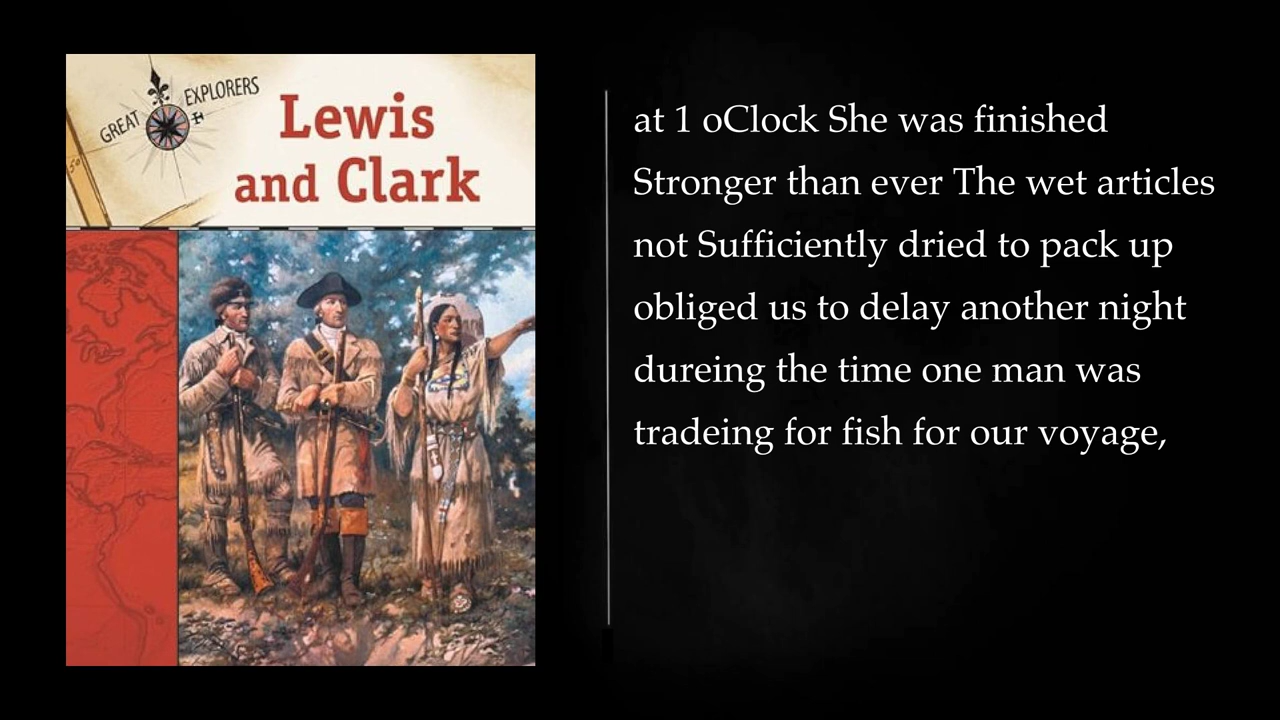 GREAT EXPLORERS
Lewis
and Clark
50
at 1 oClock She was finished
Stronger than ever The wet articles
not Sufficiently dried to pack up
obliged us to delay another night
dureing the time one man was
tradeing for fish for our voyage,